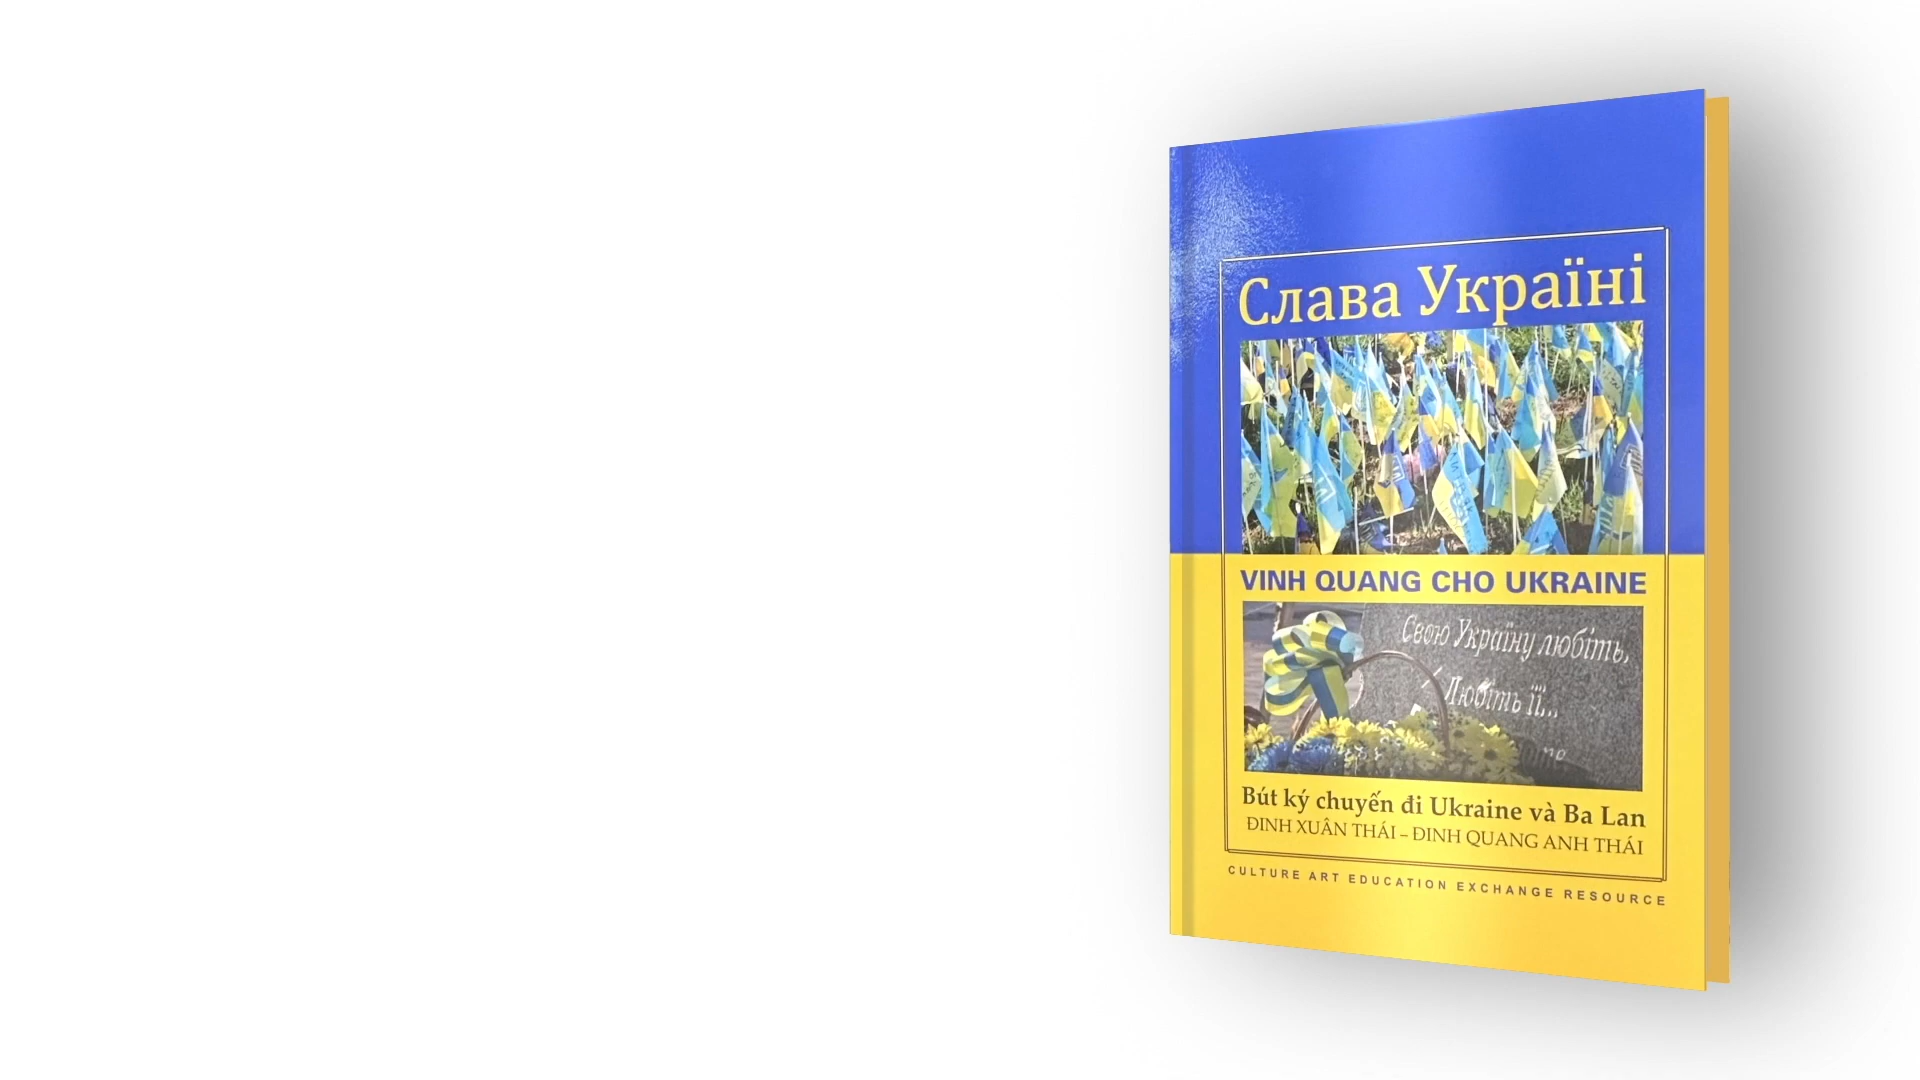 Слава Україні
VINH QUANG CHO UKRAINE
Свою Україну любіть,
Любіть її...
Bút ký chuyến đi Ukraine và Ba Lan
ĐINH XUÂN THÁI – ĐINH QUANG ANH THÁI
CULTURE ART EDUCATION EXCHANGE RESOURCE